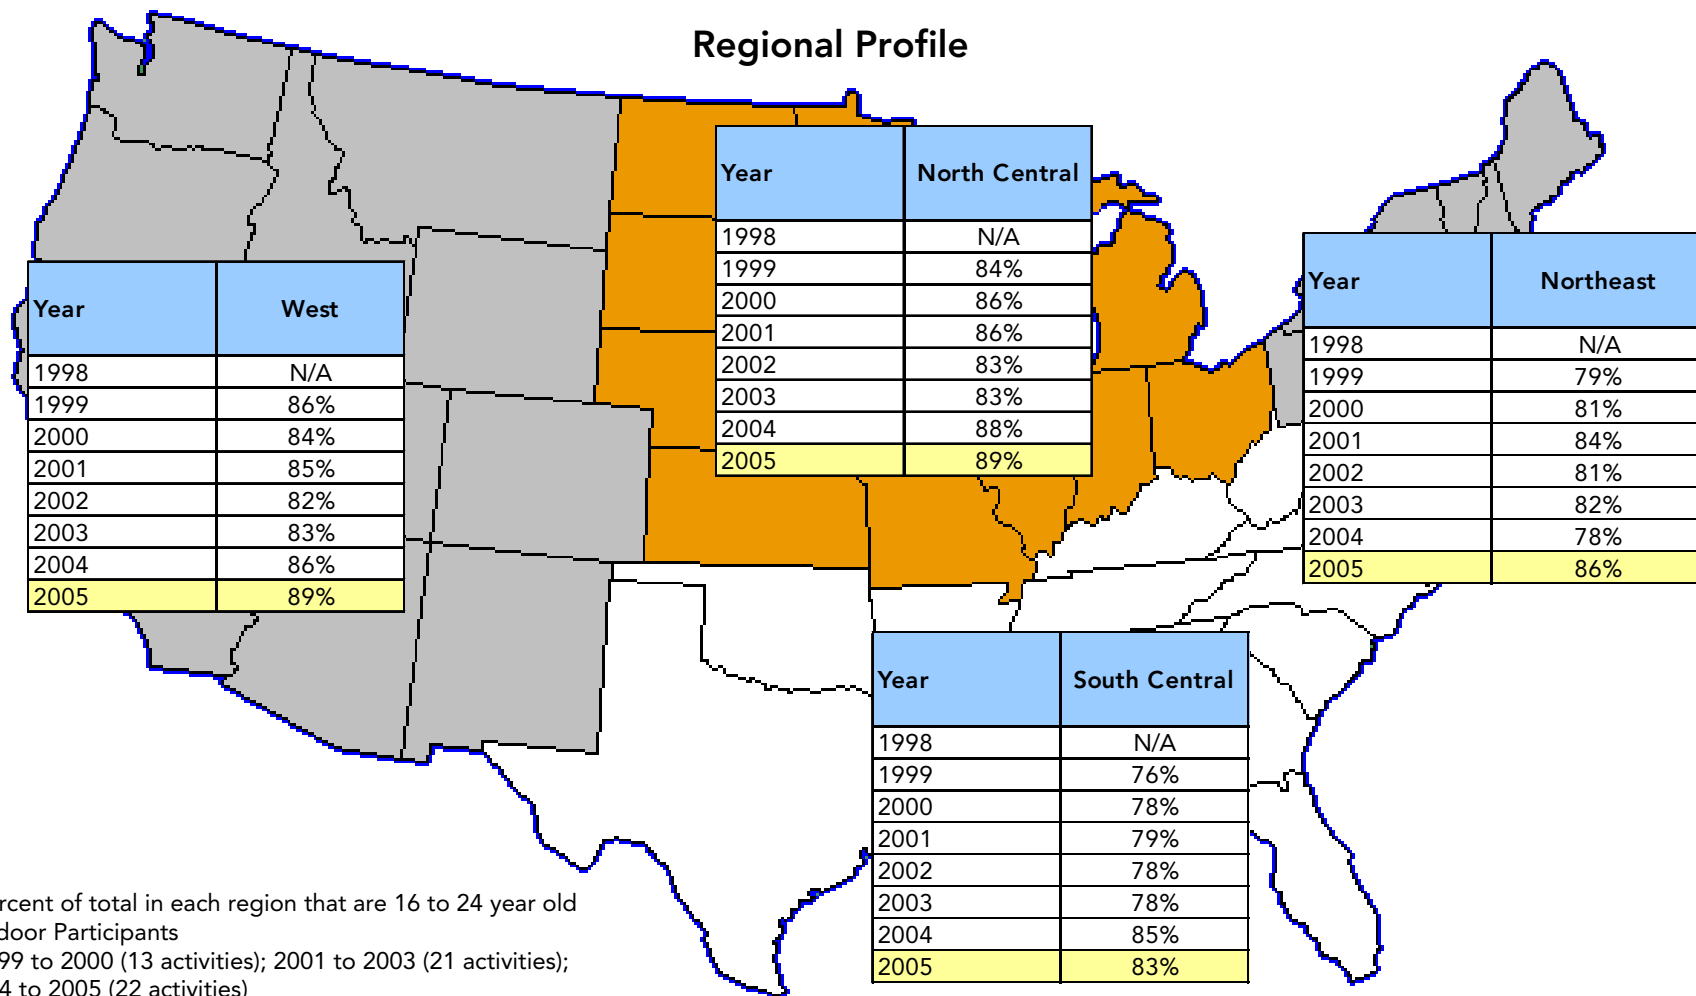 Regional Profile
Year North Central
1998 N/A
1999 84%
2000 86%
2001 86%
2002 83%
2003 83%
2004 88%
2005 89%
Year West
1998 N/A
1999 86%
2000 84%
2001 85%
2002 82%
2003 83%
2004 86%
2005 89%
Year Northeast
1998 N/A
1999 79%
2000 81%
2001 84%
2002 81%
2003 82%
2004 78%
2005 86%
Year South Central
1998 N/A
1999 76%
2000 78%
2001 79%
2002 78%
2003 78%
2004 85%
2005 83%
rcent of total in each region that are 16 to 24 year old
door Participants
99 to 2000 (13 activities); 2001 to 2003 (21 activities);
4 to 2005 (22 activities)